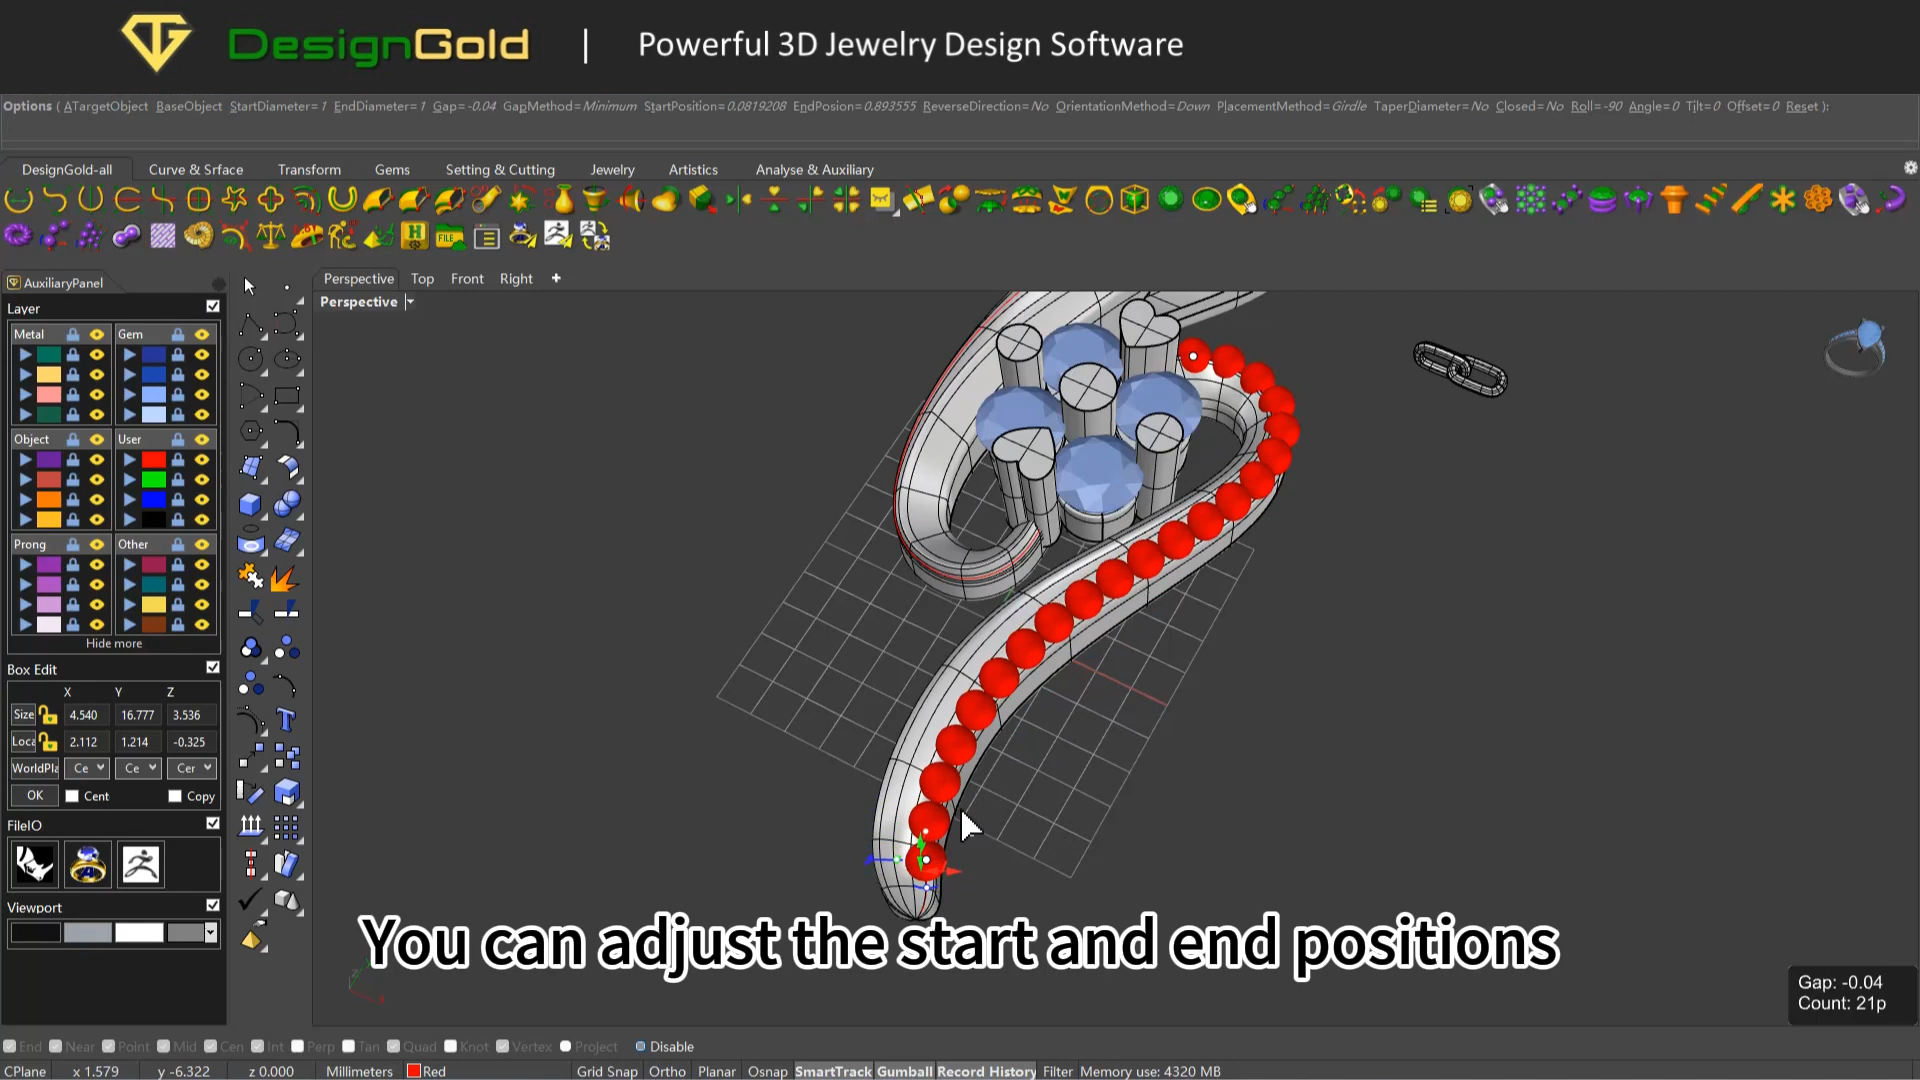 DesignGold | Powerful 3D Jewelry Design Software
Options ( ATargetObject BaseObject StartDiameter=1 EndDiameter=1 Gap=-0.04 GapMethod=Minimum StartPosition=0.0819208 EndPosion=0.893555 ReverseDirection=No OrientationMethod=Down PlacementMethod=Girdle TaperDiameter=No Closed=No Roll=-90 Angle=0 Tilt=0 Offset=0 Reset ):
DesignGold-all Curve & Srface Transform Gems Setting & Cutting Jewelry Artistics Analyse & Auxiliary
H FILE
AuxiliaryPanel
Perspective Top Front Right
Perspective
Layer
Metal Gem
Object User
Prong Other
Hide more
Box Edit
X Y Z
Size 4.540 16.777 3.536
Loca 2.112 1.214 -0.325
WorldPla Ce Ce Cer
OK Cent Copy
FileIO
Viewport
You can adjust the start and end positions
Gap: -0.04
Count: 21p
End Near Point Mid Cen Int Perp Tan Quad Knot Vertex Project Disable
CPlane x 1.579 y -6.322 z 0.000 Millimeters Red Grid Snap Ortho Planar Osnap SmartTrack Gumball Record History Filter Memory use: 4320 MB